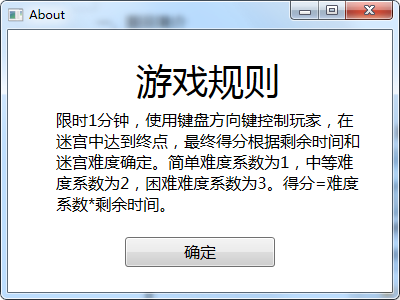 About
游戏规则
限时1分钟，使用键盘方向键控制玩家，在
迷宫中达到终点，最终得分根据剩余时间和
迷宫难度确定。简单难度系数为1，中等难
度系数为2，困难难度系数为3。得分=难度
系数*剩余时间。
确定